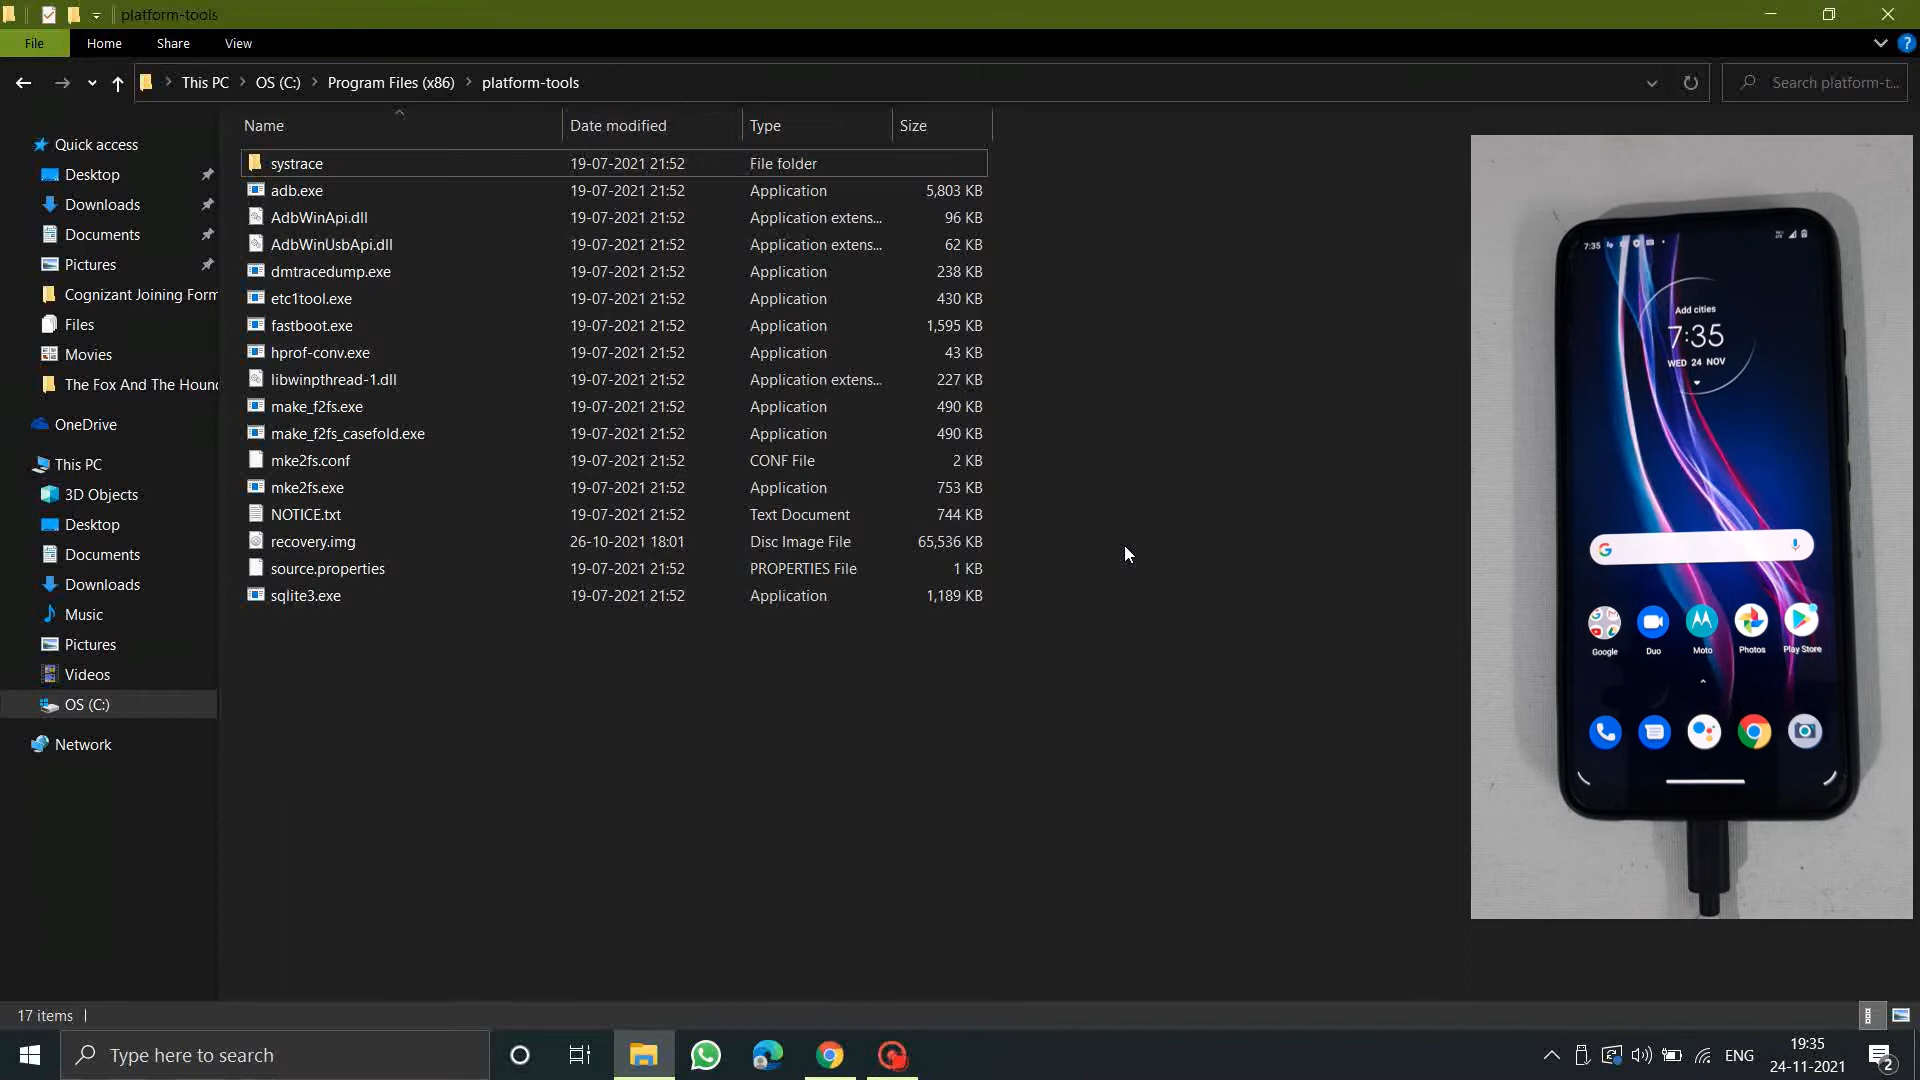 platform-tools
File Home Share View
This PC OS (C:) Program Files (x86) platform-tools
Search platform-t...
Name Date modified Type Size
systrace 19-07-2021 21:52 File folder
adb.exe 19-07-2021 21:52 Application 5,803 KB
AdbWinApi.dll 19-07-2021 21:52 Application extens... 96 KB
AdbWinUsbApi.dll 19-07-2021 21:52 Application extens... 62 KB
dmtracedump.exe 19-07-2021 21:52 Application 238 KB
etc1tool.exe 19-07-2021 21:52 Application 430 KB
fastboot.exe 19-07-2021 21:52 Application 1,595 KB
hprof-conv.exe 19-07-2021 21:52 Application 43 KB
libwinpthread-1.dll 19-07-2021 21:52 Application extens... 227 KB
make_f2fs.exe 19-07-2021 21:52 Application 490 KB
make_f2fs_casefold.exe 19-07-2021 21:52 Application 490 KB
mke2fs.conf 19-07-2021 21:52 CONF File 2 KB
mke2fs.exe 19-07-2021 21:52 Application 753 KB
NOTICE.txt 19-07-2021 21:52 Text Document 744 KB
recovery.img 26-10-2021 18:01 Disc Image File 65,536 KB
source.properties 19-07-2021 21:52 PROPERTIES File 1 KB
sqlite3.exe 19-07-2021 21:52 Application 1,189 KB
Quick access
Desktop
Downloads
Documents
Pictures
Cognizant Joining Form
Files
Movies
The Fox And The Houn
OneDrive
This PC
3D Objects
Desktop
Documents
Downloads
Music
Pictures
Videos
OS (C:)
Network
7:35
Add cities
7:35
WED 24 NOV
Google Duo Moto Photos Play Store
17 items
Type here to search
ENG
19:35
24-11-2021
2